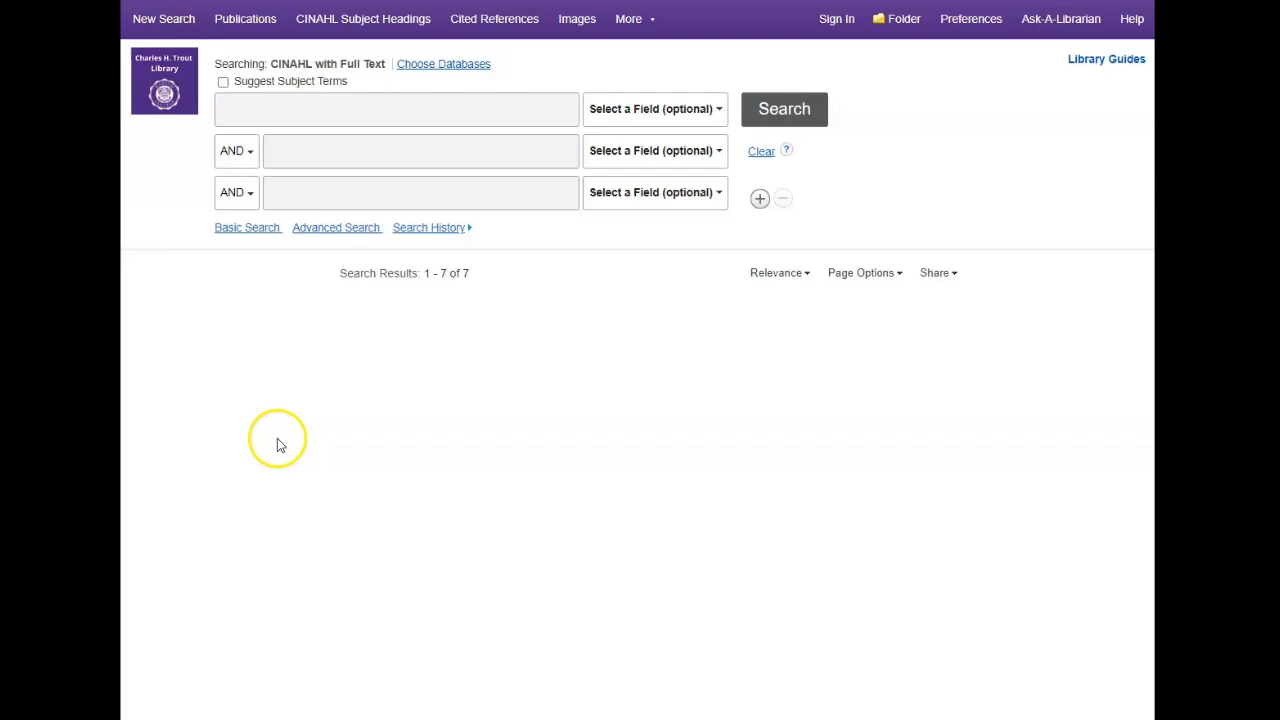 New Search Publications CINAHL Subject Headings Cited References Images More Sign In Folder Preferences Ask-A-Librarian Help
Charles H. Trout
Library
Searching: CINAHL with Full Text Choose Databases
Library Guides
Suggest Subject Terms
Select a Field (optional) Search
AND Select a Field (optional) Clear ?
AND Select a Field (optional)
Basic Search Advanced Search Search History
Search Results: 1 - 7 of 7 Relevance Page Options Share